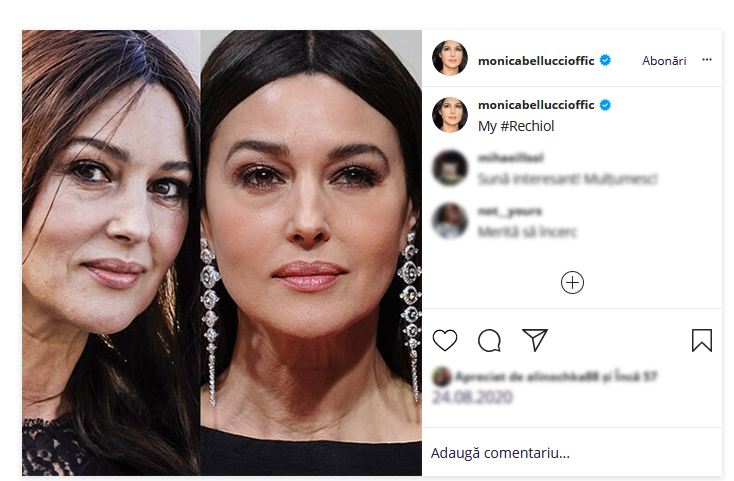 monicabelluccioffic
Abonări
monicabelluccioffic
My #Rechiol
mihaellsol
Sună interesant! Mulțumesc!
not_yours
Merită să încerc
Apreciat de alinochka88 și încă 57
24.08.2020
Adaugă comentariu...